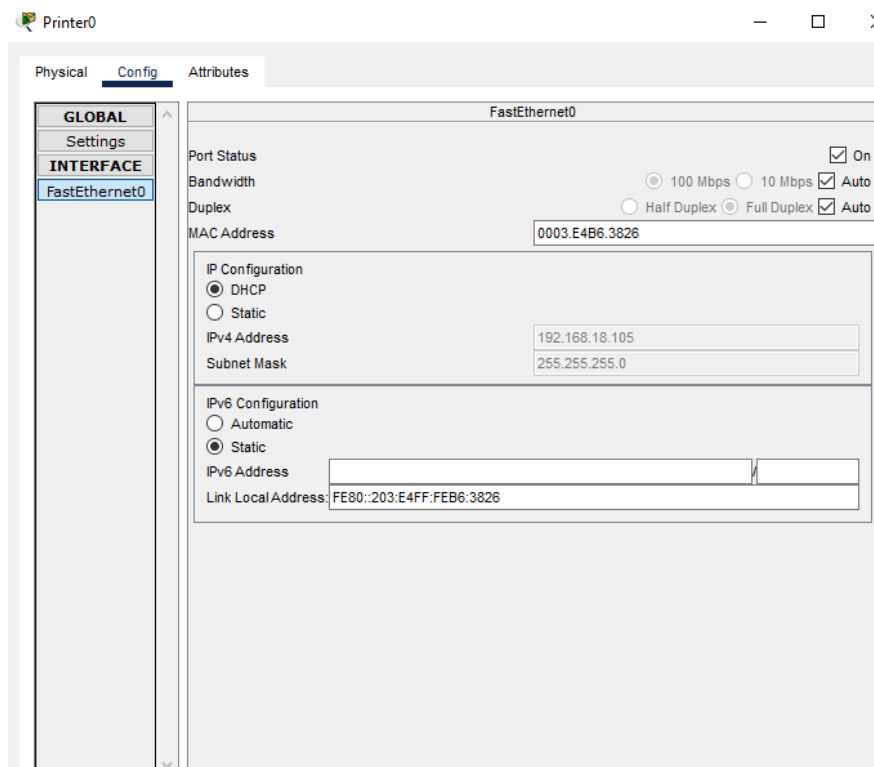 Printer0
Physical Config Attributes
GLOBAL
Settings
INTERFACE
FastEthernet0
FastEthernet0
Port Status On
Bandwidth 100 Mbps 10 Mbps Auto
Duplex Half Duplex Full Duplex Auto
MAC Address 0003.E4B6.3826
IP Configuration
DHCP
Static
IPv4 Address 192.168.18.105
Subnet Mask 255.255.255.0
IPv6 Configuration
Automatic
Static
IPv6 Address /
Link Local Address: FE80::203:E4FF:FEB6:3826